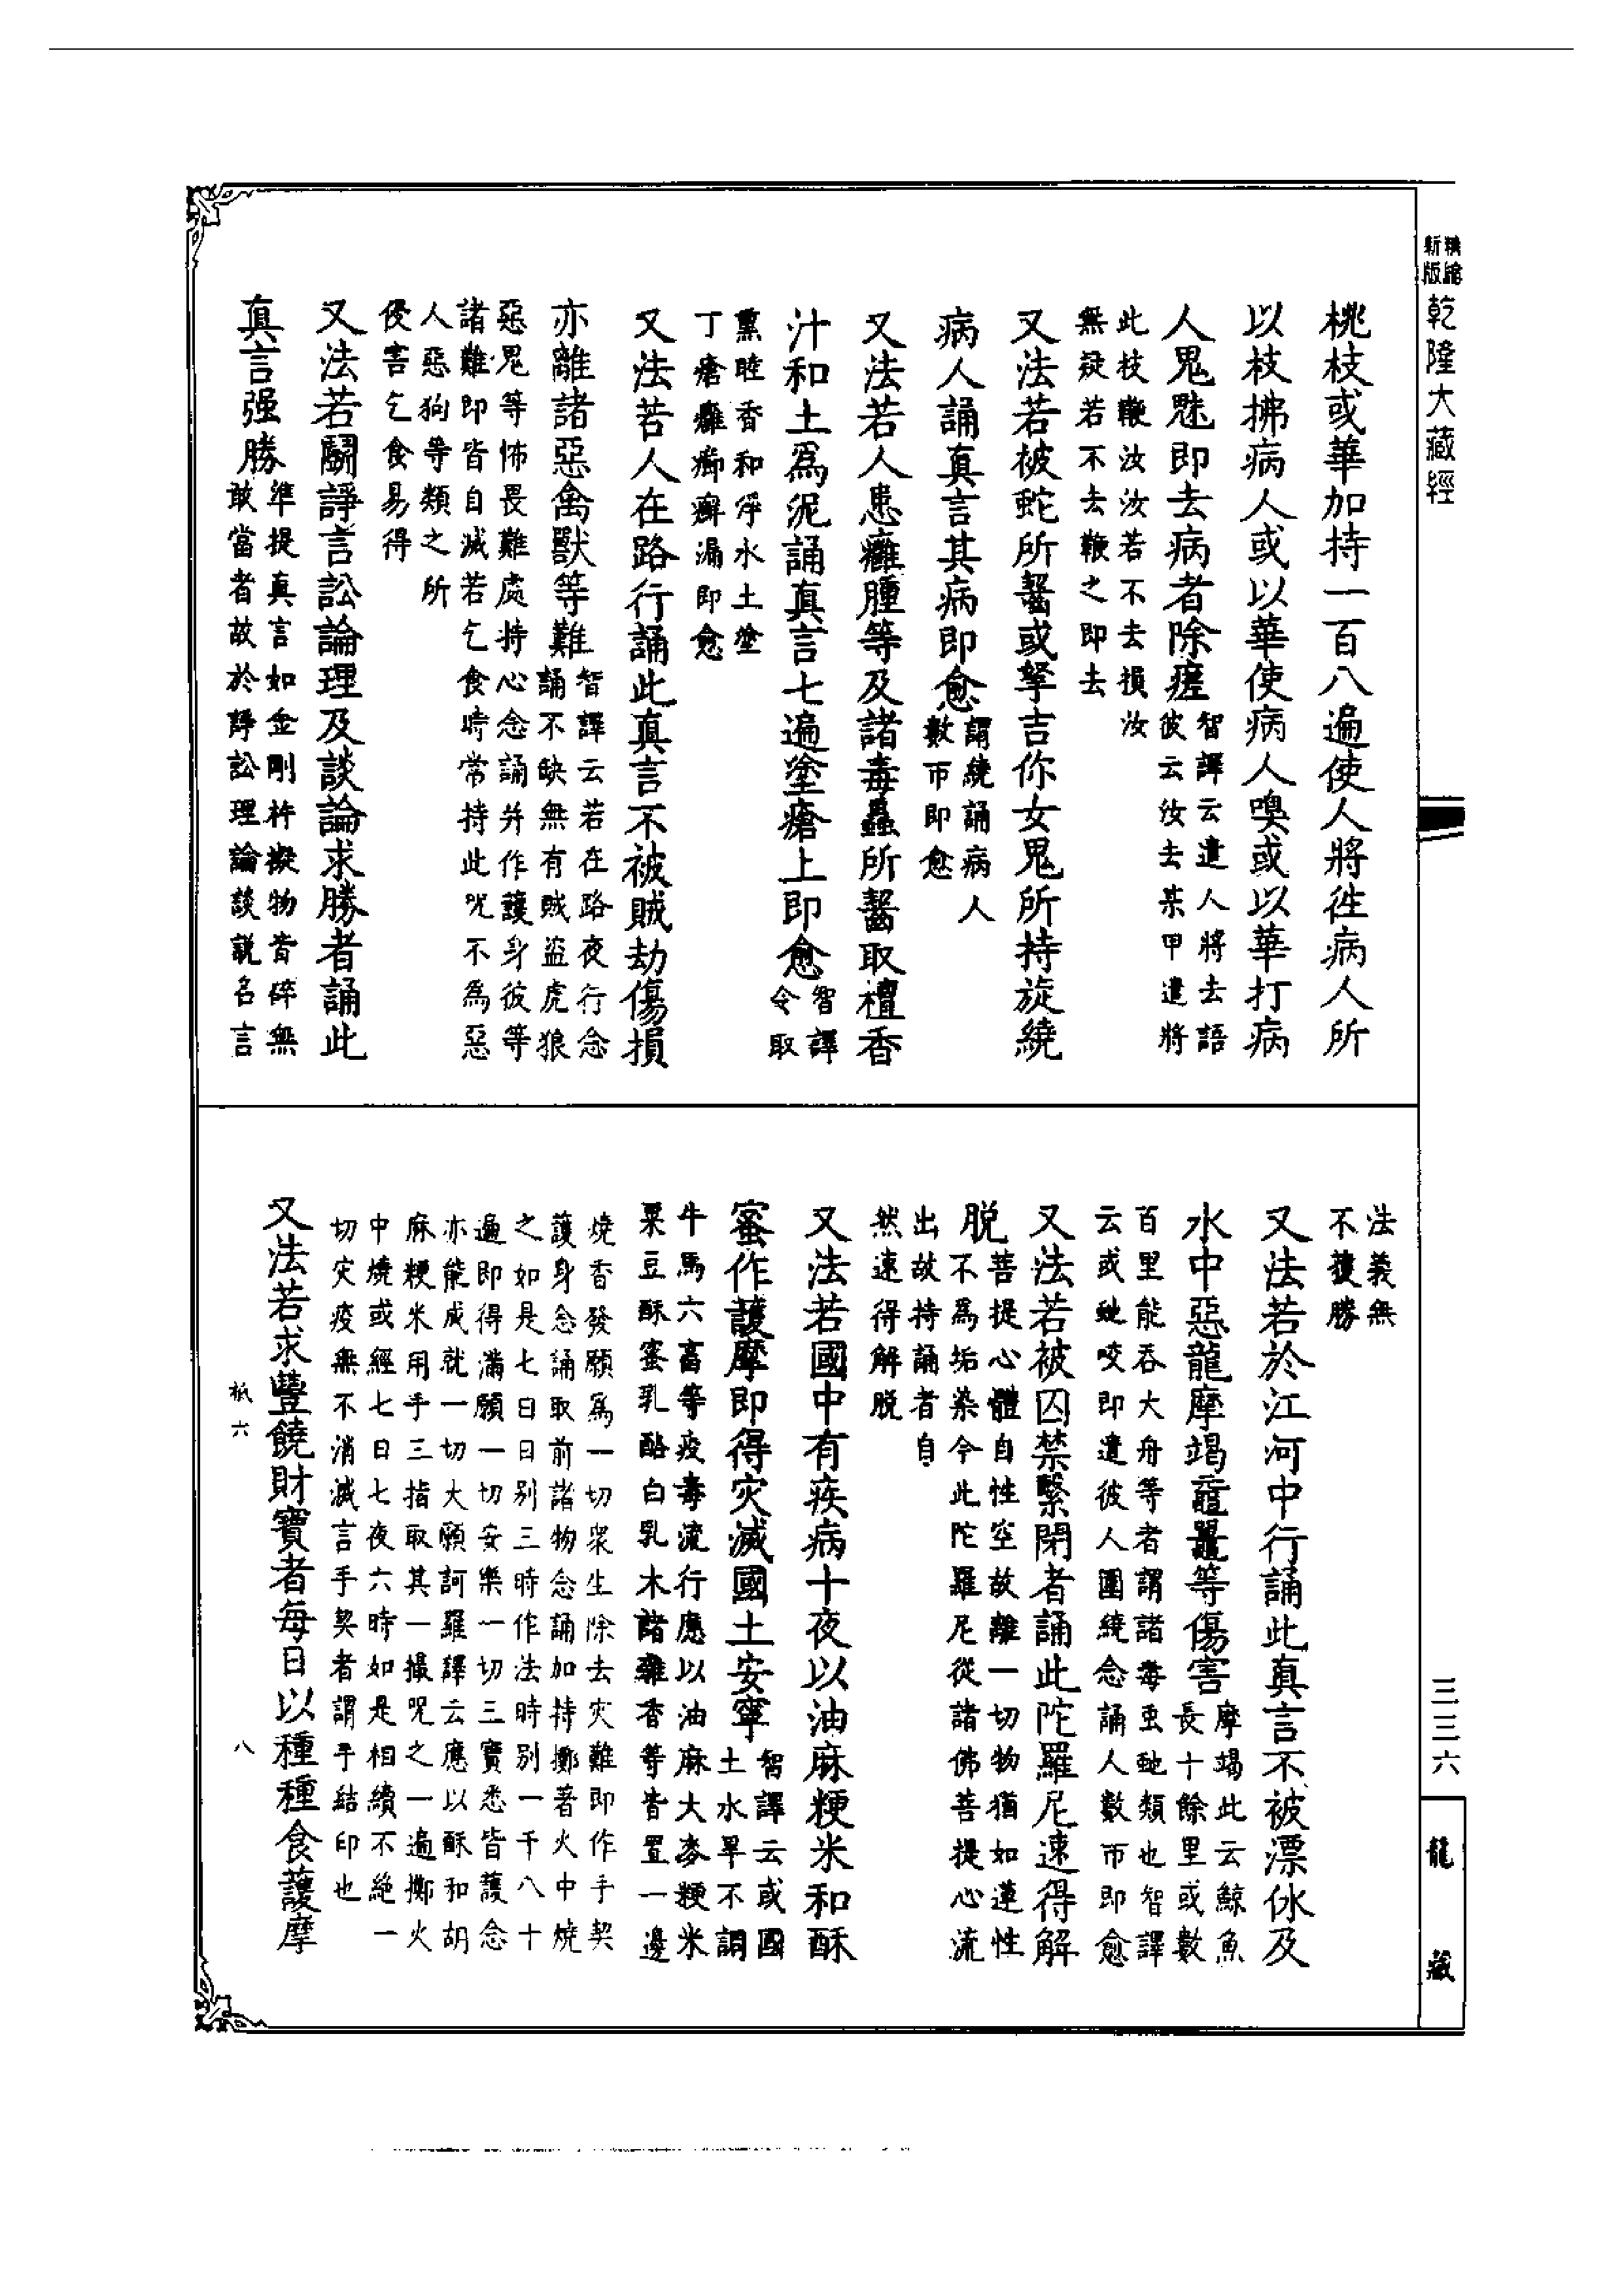 精縮
新版
乾隆大藏經
桃枝或華加持一百八遍使人將往病人所
以枝拂病人或以華使病人嗅或以華打病
人鬼魅即去病者除瘥
智譯云遣人將去語
彼云汝去某甲遣將
此枝鞭汝汝若不去損汝
無疑若不去鞭之即去
又法若被蛇所齧或拏吉你女鬼所持旋繞
病人誦真言其病即愈
謂繞誦病人
數帀即愈
又法若人患癰腫等及諸毒蟲所齧取檀香
汁和土為泥誦真言七遍塗瘡上即愈
智譯
令取
熏陸香和淨水土塗
丁瘡癰癤癬漏即愈
又法若人在路行誦此真言不被賊劫傷損
亦離諸惡禽獸等難
智譯云若在路夜行念
誦不缺無有賊盜虎狼
惡鬼等怖畏難處持心念誦并作護身彼等
諸難即皆自滅若乞食時常持此呪不為惡
人惡狗等類之所
侵害乞食易得
又法若鬬諍言訟論理及談論求勝者誦此
真言强勝
準提真言如金剛杵擬物皆碎無
敢當者故於諍訟理論談説名言
法義無
不獲勝
又法若於江河中行誦此真言不被漂㲻及
水中惡龍摩竭黿鼉等傷害
摩竭此云鯨魚
長十餘里或數
百里能吞大舟等者謂諸毒䖝虵類也智譯
云或虵咬即遣彼人圍繞念誦人數帀即愈
又法若被囚禁繫閉者誦此陀羅尼速得解
脱
菩提心體自性空故離一切物猶如蓮性
不為垢染今此陀羅尼從諸佛菩提心流
出故持誦者自
然速得解脱
又法若國中有疾病十夜以油麻粳米和酥
蜜作護摩即得灾滅國土安寧
智譯云或國
土水旱不調
牛馬六畜等疫毒流行應以油麻大麥粳米
粟豆酥蜜乳酪白乳木諸雜香等皆置一邊
燒香發願為一切衆生除去灾難即作手契
護身念誦取前諸物念誦加持擲著火中燒
之如是七日日别三時作法時别一千八十
遍即得滿願一切安樂一切三寶悉皆護念
亦能成就一切大願訶羅譯云應以酥和胡
麻粳米用手三指取其一撮呪之一遍擲火
中燒或經七日七夜六時如是相續不絶一
切灾疫無不消滅言手契者謂手結印也
又法若求豐饒財寶者每日以種種食護摩
祇六
八
三三六
龍藏